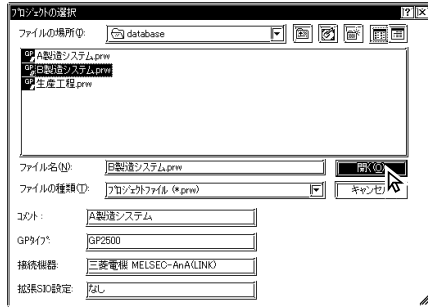 プロジェクトの選択
ファイルの場所(I): database
A製造システム.prw
B製造システム.prw
生産工程.prw
ファイル名(N): B製造システム.prw 開く(O)
ファイルの種類(T): プロジェクトファイル (*.prw) キャンセル
コメント: A製造システム
GPタイプ: GP2500
接続機器: 三菱電機 MELSEC-AnA(LINK)
拡張SIO設定: なし